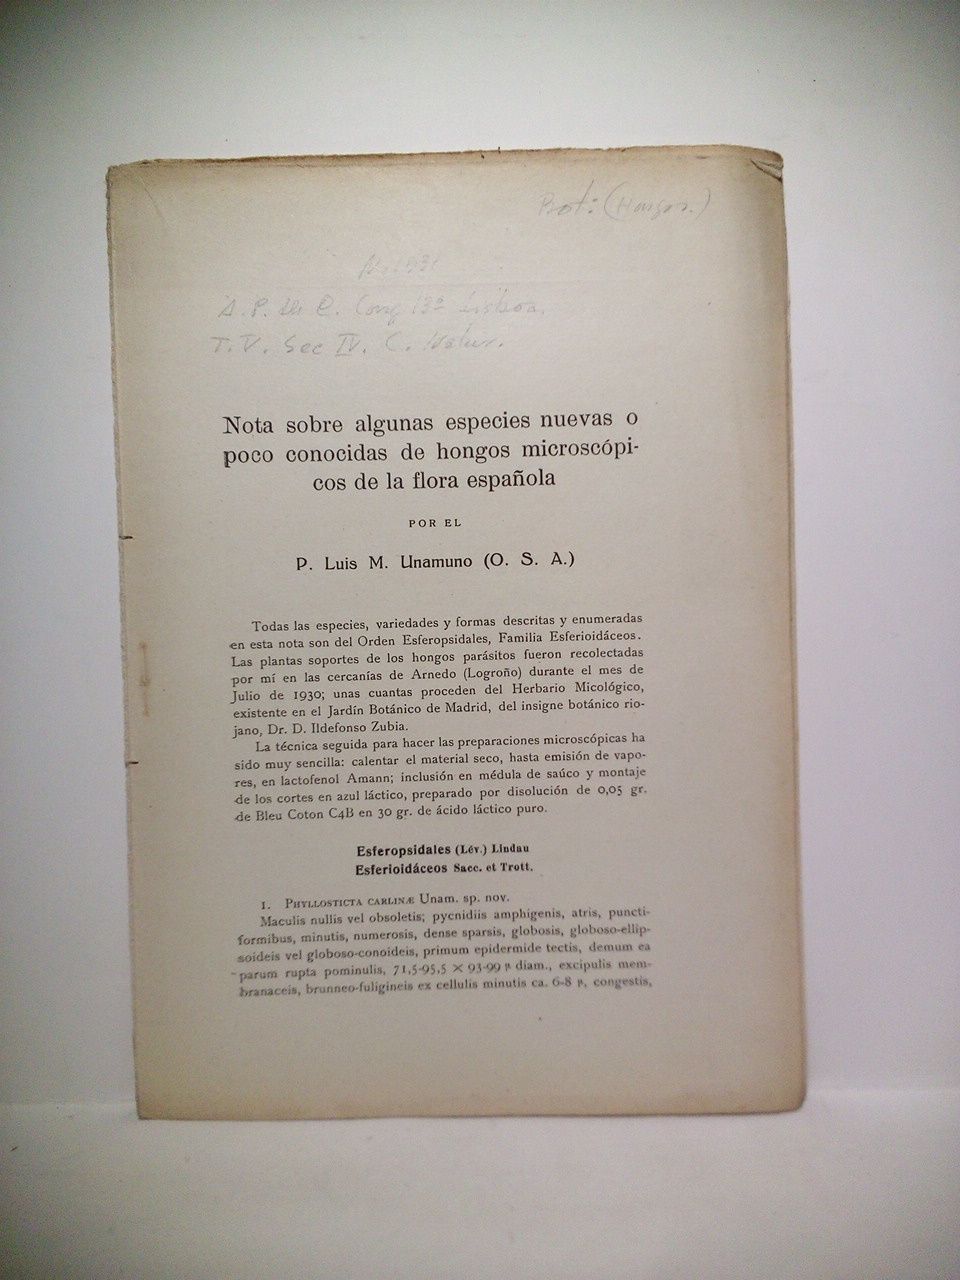 Bot: (Hongos.)
A. P. C. Cong 13º Lisboa.
T. V. Sec IV. C. Natur.
Nota sobre algunas especies nuevas o
poco conocidas de hongos microscópi-
cos de la flora española
POR EL
P. Luis M. Unamuno (O. S. A.)
Todas las especies, variedades y formas descritas y enumeradas
en esta nota son del Orden Esferopsidales, Familia Esferioidáceos.
Las plantas soportes de los hongos parásitos fueron recolectadas
por mí en las cercanías de Arnedo (Logroño) durante el mes de
Julio de 1930; unas cuantas proceden del Herbario Micológico,
existente en el Jardín Botánico de Madrid, del insigne botánico rio-
jano, Dr. D. Ildefonso Zubia.
La técnica seguida para hacer las preparaciones microscópicas ha
sido muy sencilla: calentar el material seco, hasta emisión de vapo-
res, en lactofenol Amann; inclusión en médula de saúco y montaje
de los cortes en azul láctico, preparado por disolución de 0,05 gr.
de Bleu Coton C4B en 30 gr. de ácido láctico puro.
Esferopsidales (Lév.) Lindau
Esferioidáceos Sacc. et Trott.
1. PHYLLOSTICTA CARLINÆ Unam. sp. nov.
Maculis nullis vel obsoletis; pycnidiis amphigenis, atris, puncti-
formibus, minutis, numerosis, dense sparsis, globosis, globoso-ellip-
soideis vel globoso-conoideis, primum epidermide tectis, demum ea
parum rupta pominulis, 71,5-95,5 × 93-99 µ diam., excipulis mem-
branaceis, brunneo-fuligineis ex cellulis minutis ca. 6-8 µ, congestis,